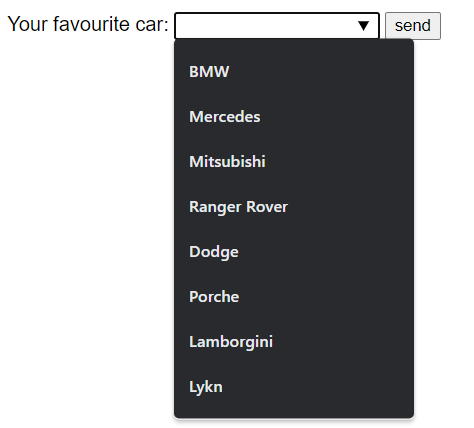 Your favourite car: send
BMW
Mercedes
Mitsubishi
Ranger Rover
Dodge
Porche
Lamborgini
Lykn